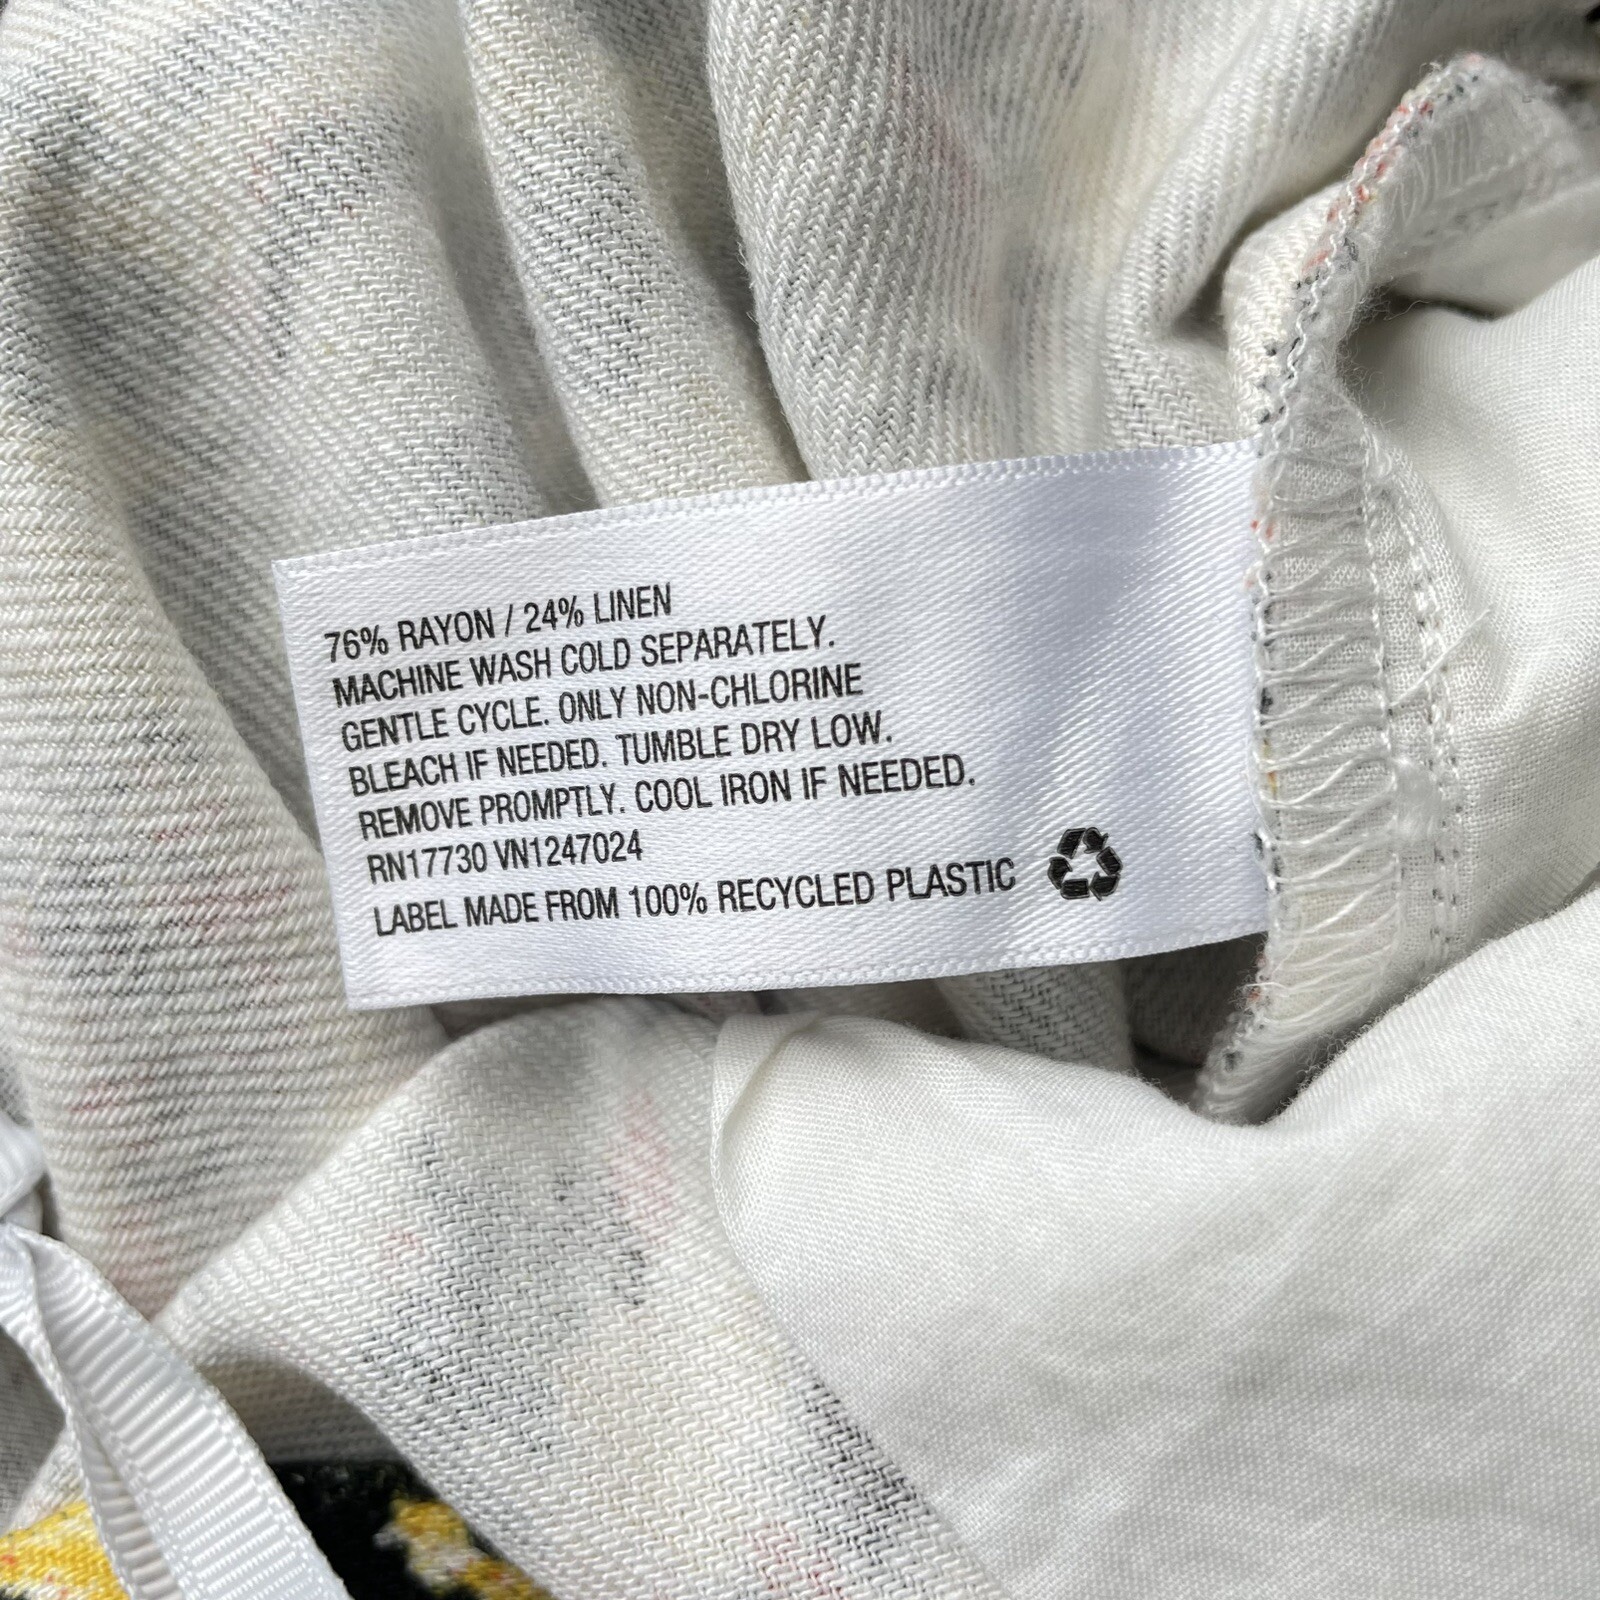 76% RAYON / 24% LINEN
MACHINE WASH COLD SEPARATELY.
GENTLE CYCLE. ONLY NON-CHLORINE
BLEACH IF NEEDED. TUMBLE DRY LOW.
REMOVE PROMPTLY. COOL IRON IF NEEDED.
RN17730 VN1247024
LABEL MADE FROM 100% RECYCLED PLASTIC